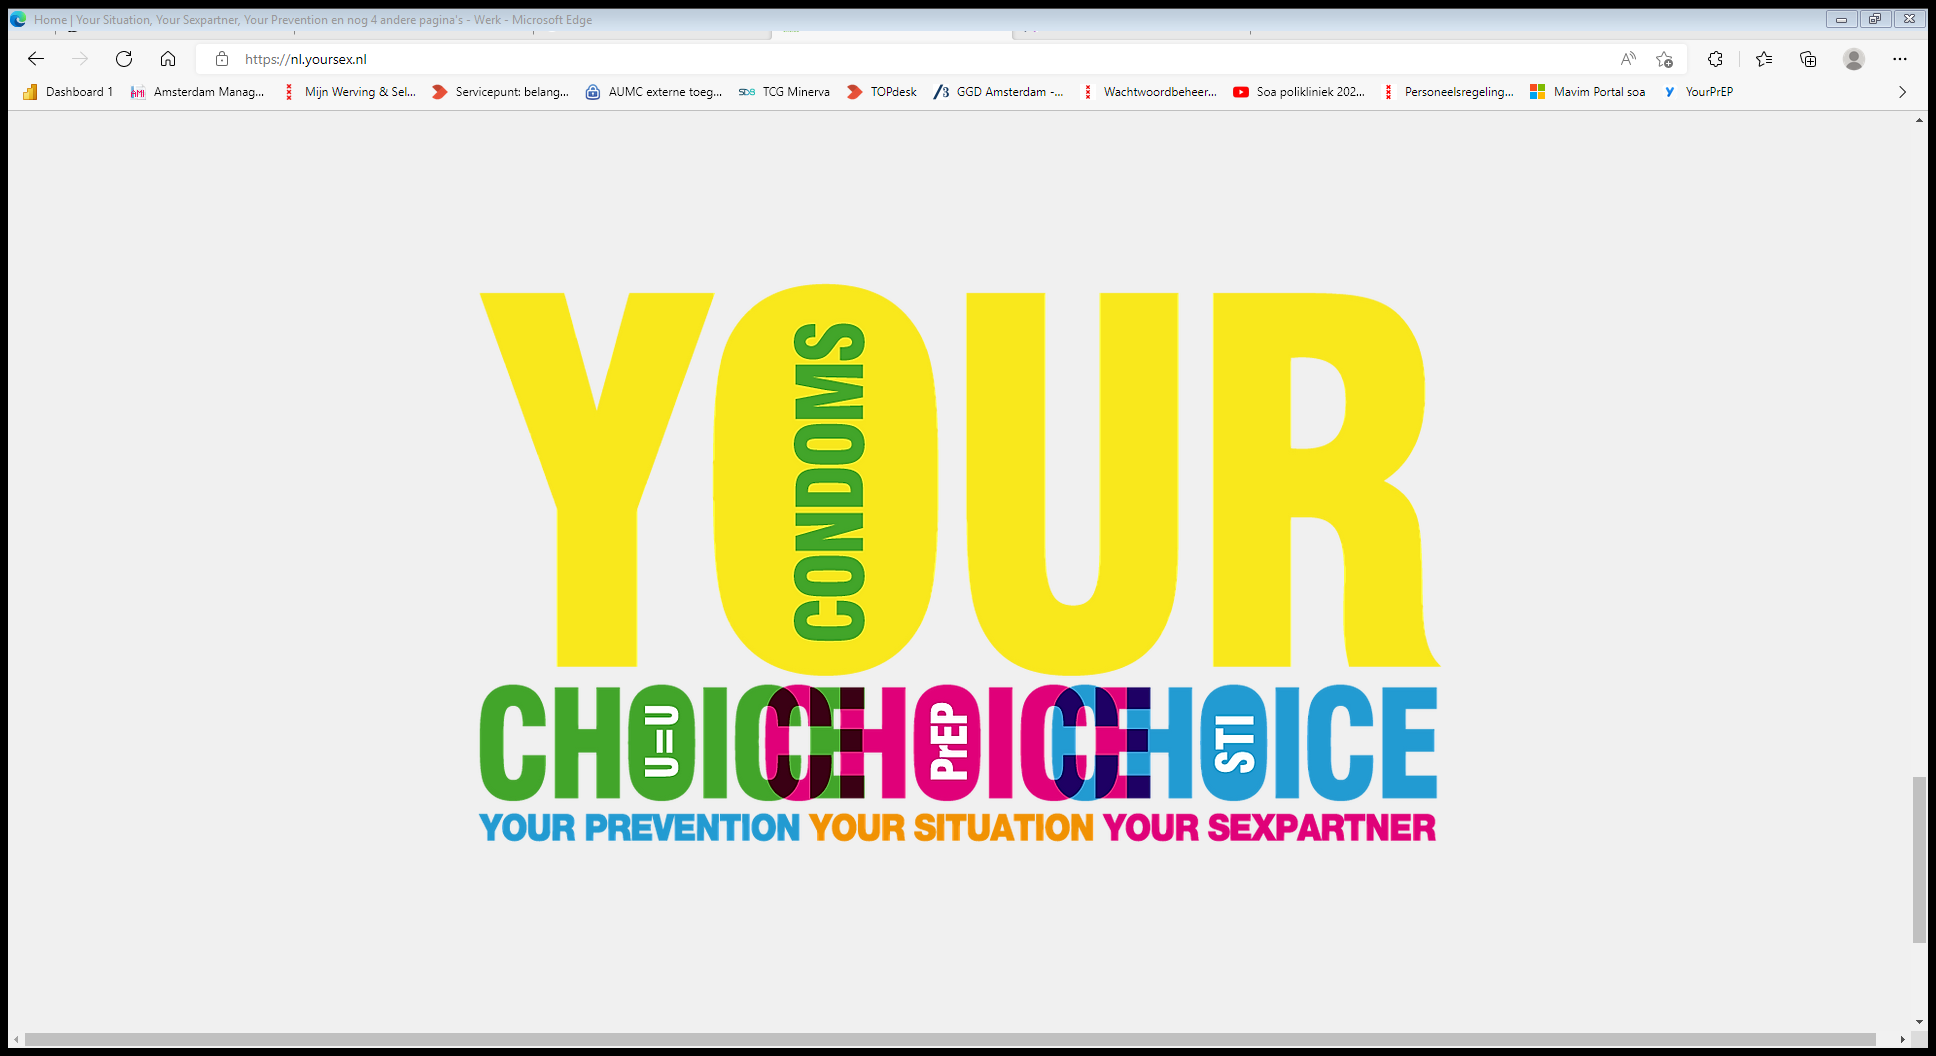 Home | Your Situation, Your Sexpartner, Your Prevention en nog 4 andere pagina's - Werk - Microsoft Edge
https://nl.yoursex.nl
Dashboard 1 Amsterdam Manag... Mijn Werving & Sel... Servicepunt: belang... AUMC externe toeg... TCG Minerva TOPdesk GGD Amsterdam -... Wachtwoordbeheer... Soa polikliniek 202... Personeelsregeling... Mavim Portal soa YourPrEP
YOUR
CONDOMS
CHOICE CHOICE CHOICE
U=U PrEP STI
YOUR PREVENTION YOUR SITUATION YOUR SEXPARTNER